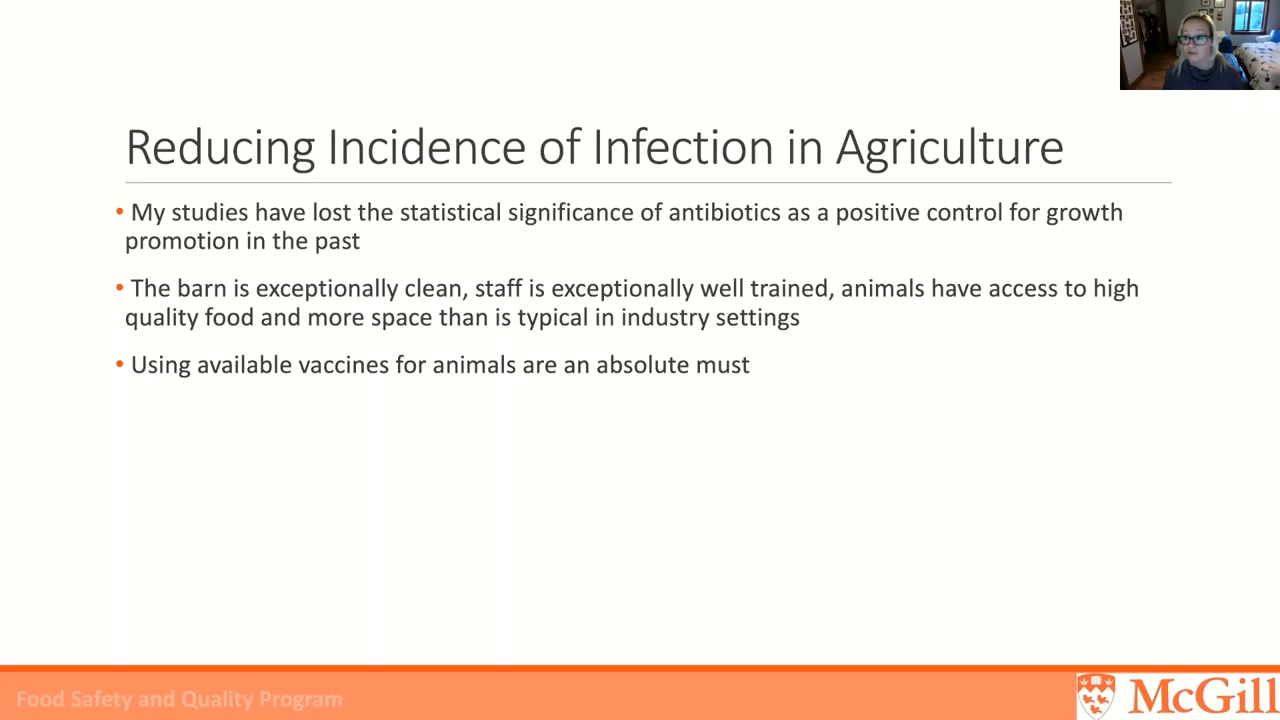 Reducing Incidence of Infection in Agriculture
• My studies have lost the statistical significance of antibiotics as a positive control for growth
promotion in the past
• The barn is exceptionally clean, staff is exceptionally well trained, animals have access to high
quality food and more space than is typical in industry settings
• Using available vaccines for animals are an absolute must
Food Safety and Quality Program
McGill